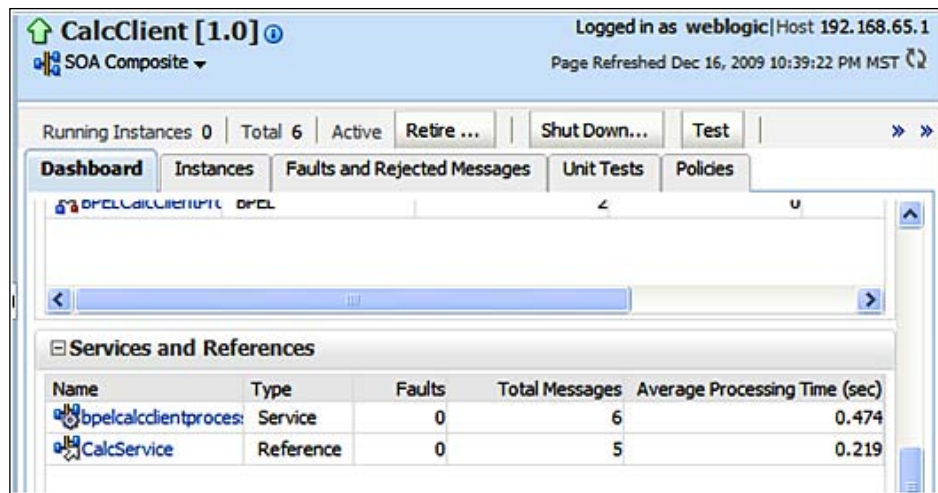 CalcClient [1.0]
Logged in as weblogic|Host 192.168.65.1
SOA Composite
Page Refreshed Dec 16, 2009 10:39:22 PM MST
Running Instances 0 | Total 6 | Active Retire ... | Shut Down... Test
Dashboard Instances Faults and Rejected Messages Unit Tests Policies
BPEL 2 0
Services and References
Name Type Faults Total Messages Average Processing Time (sec)
bpelcalcclientproces Service 0 6 0.474
CalcService Reference 0 5 0.219